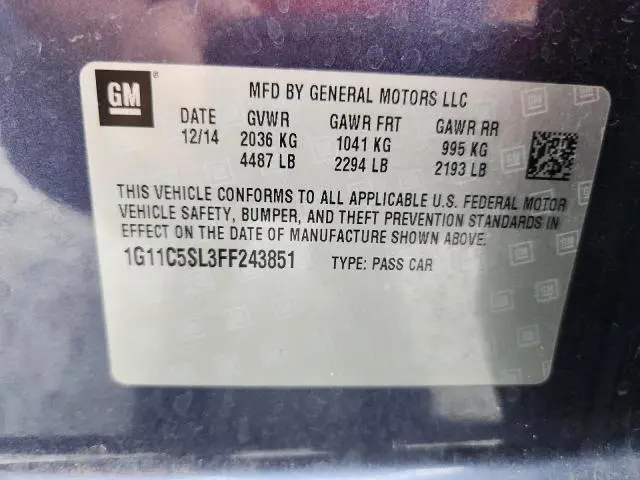 GM ®
MFD BY GENERAL MOTORS LLC
DATE GVWR GAWR FRT GAWR RR
12/14 2036 KG 1041 KG 995 KG
4487 LB 2294 LB 2193 LB
THIS VEHICLE CONFORMS TO ALL APPLICABLE U.S. FEDERAL MOTOR
VEHICLE SAFETY, BUMPER, AND THEFT PREVENTION STANDARDS IN
EFFECT ON THE DATE OF MANUFACTURE SHOWN ABOVE.
1G11C5SL3FF243851 TYPE: PASS CAR